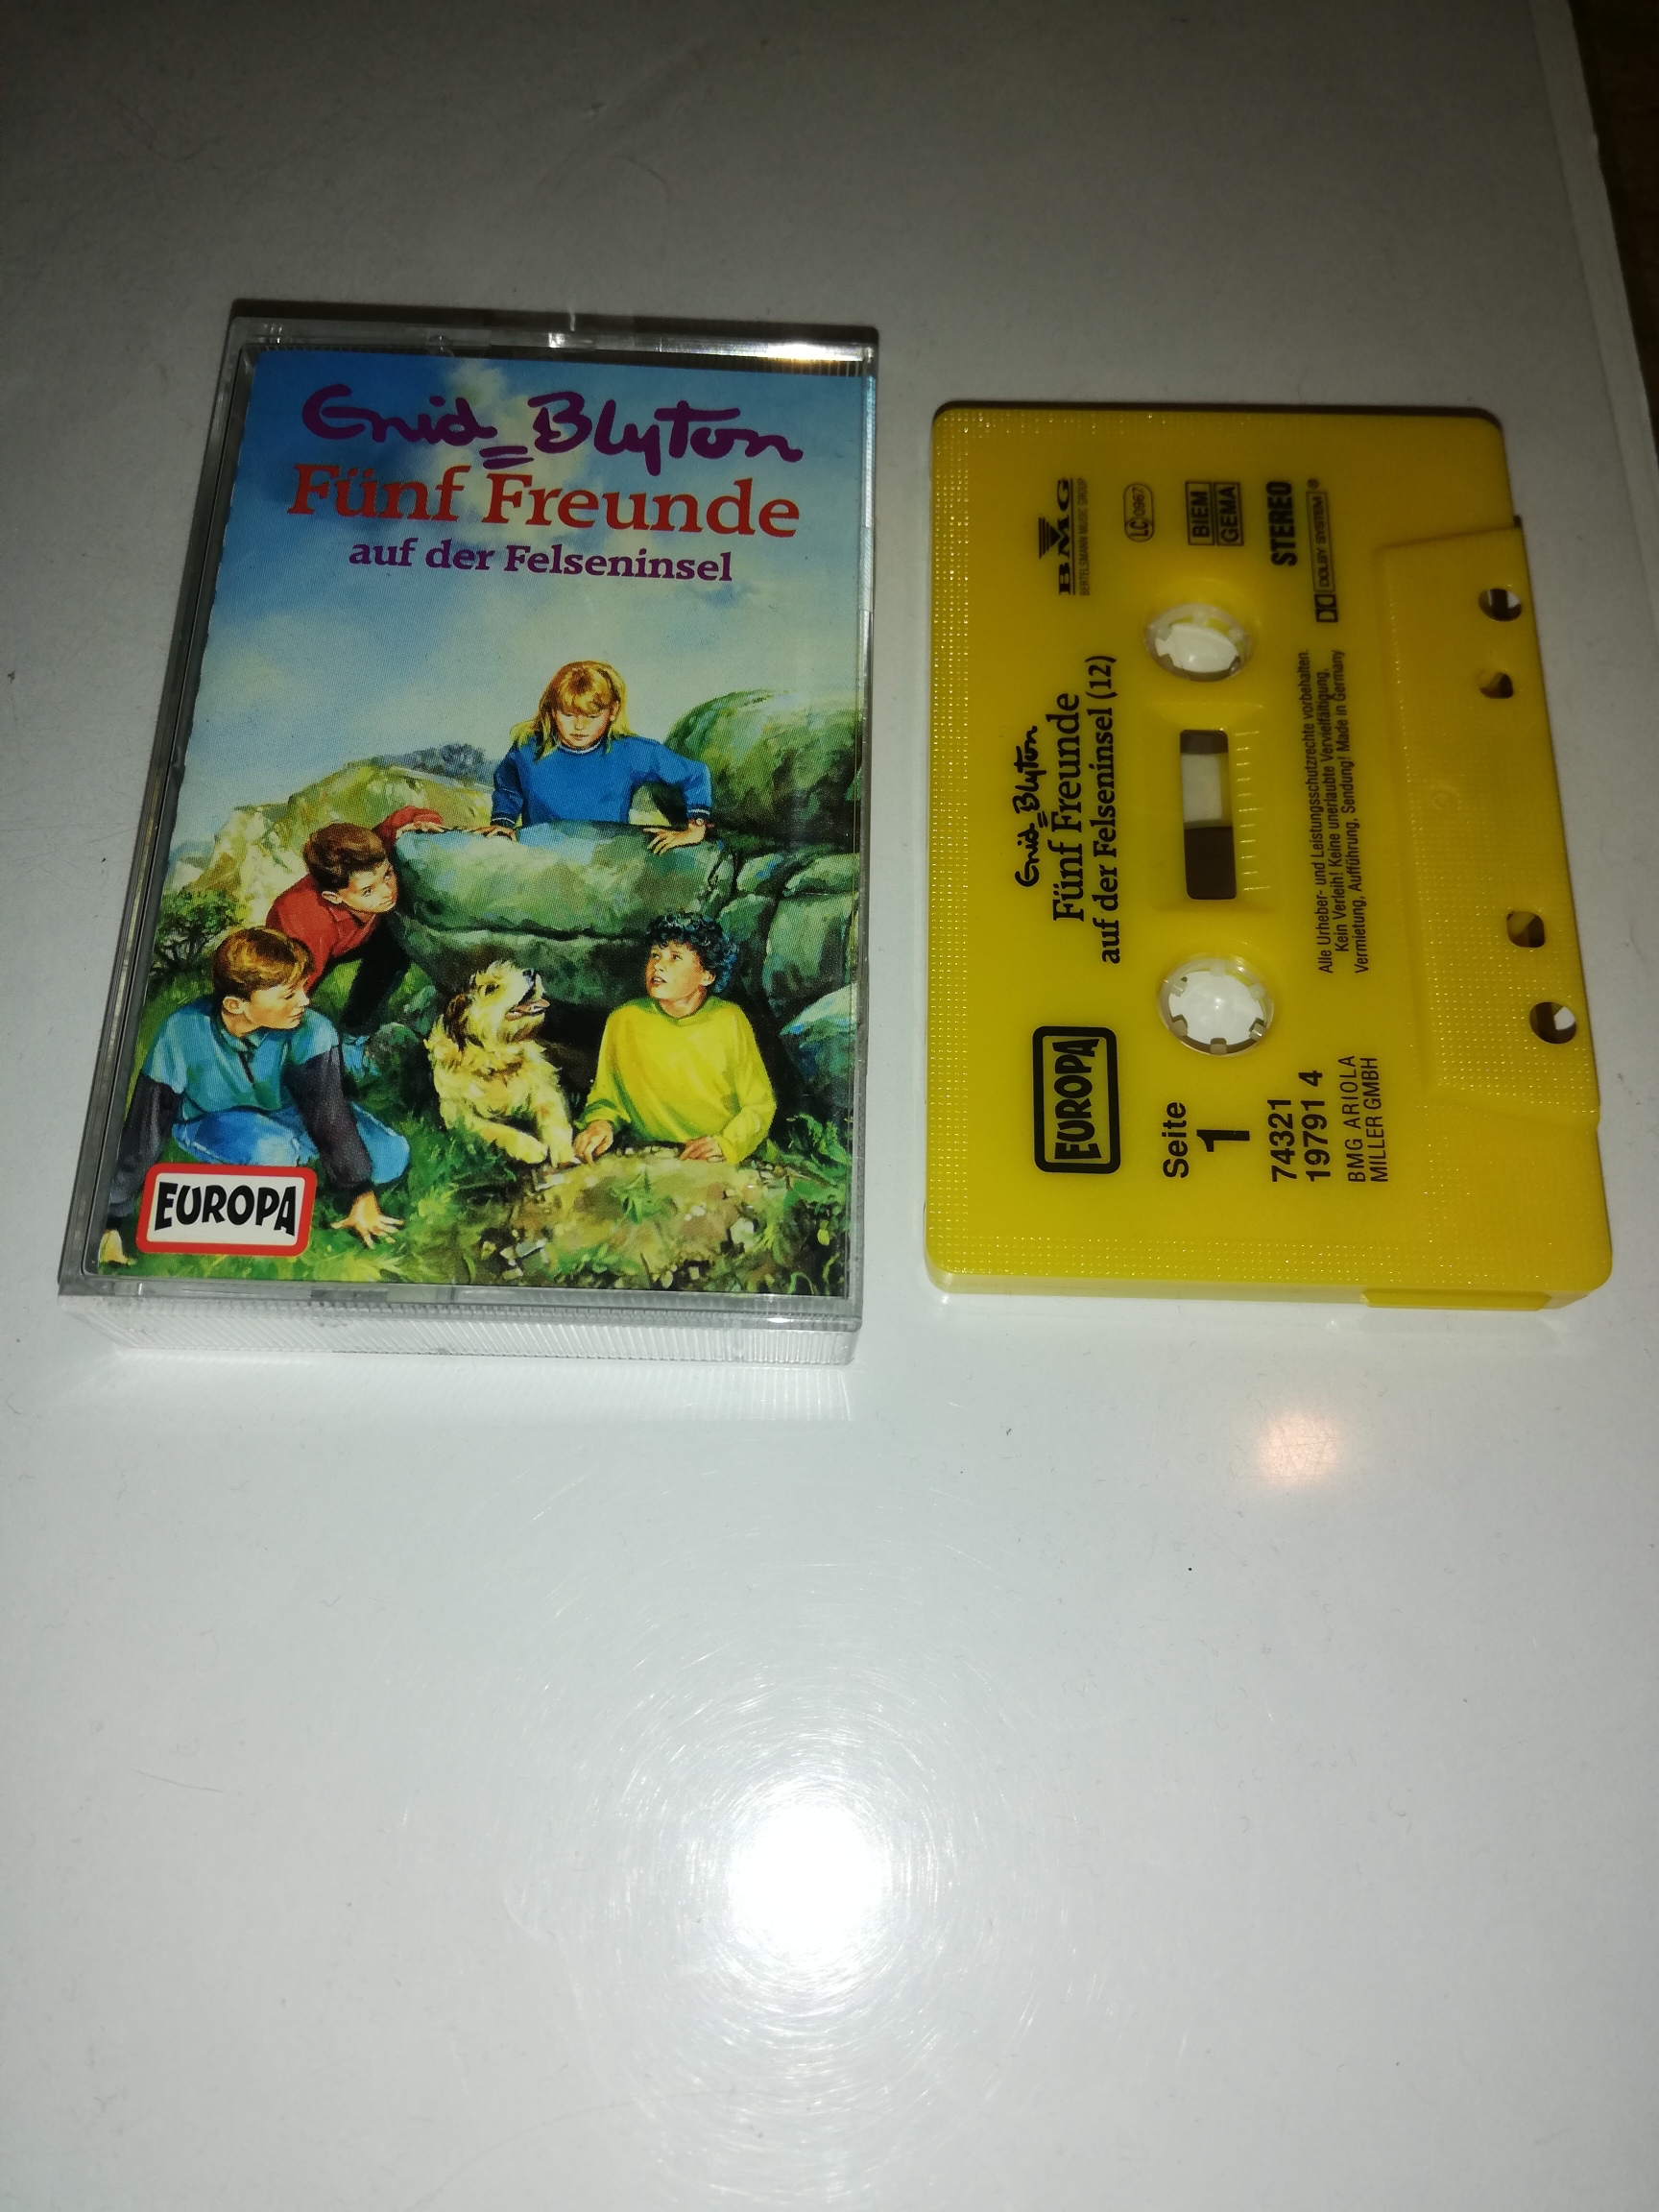 Enid Blyton
Fünf Freunde
auf der Felseninsel
EUROPA
EUROPA
Enid Blyton
Fünf Freunde
auf der Felseninsel (12)
BMG
BERTELSMANN MUSIC GROUP
LC 0967
BIEM
GEMA
STEREO
DOLBY SYSTEM®
Seite
1
74321
19791 4
BMG ARIOLA
MILLER GMBH
Alle Urheber- und Leistungsschutzrechte vorbehalten.
Kein Verleih! Keine unerlaubte Vervielfältigung,
Vermietung, Aufführung, Sendung! Made in Germany